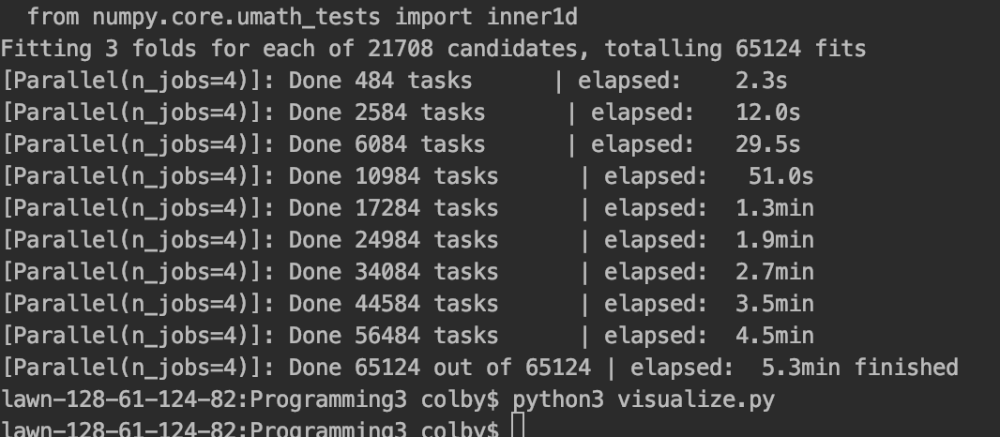 from numpy.core.umath_tests import inner1d
Fitting 3 folds for each of 21708 candidates, totalling 65124 fits
[Parallel(n_jobs=4)]: Done 484 tasks      | elapsed:    2.3s
[Parallel(n_jobs=4)]: Done 2584 tasks      | elapsed:   12.0s
[Parallel(n_jobs=4)]: Done 6084 tasks      | elapsed:   29.5s
[Parallel(n_jobs=4)]: Done 10984 tasks      | elapsed:   51.0s
[Parallel(n_jobs=4)]: Done 17284 tasks      | elapsed:  1.3min
[Parallel(n_jobs=4)]: Done 24984 tasks      | elapsed:  1.9min
[Parallel(n_jobs=4)]: Done 34084 tasks      | elapsed:  2.7min
[Parallel(n_jobs=4)]: Done 44584 tasks      | elapsed:  3.5min
[Parallel(n_jobs=4)]: Done 56484 tasks      | elapsed:  4.5min
[Parallel(n_jobs=4)]: Done 65124 out of 65124 | elapsed:  5.3min finished
lawn-128-61-124-82:Programming3 colby$ python3 visualize.py
lawn-128-61-124-82:Programming3 colby$